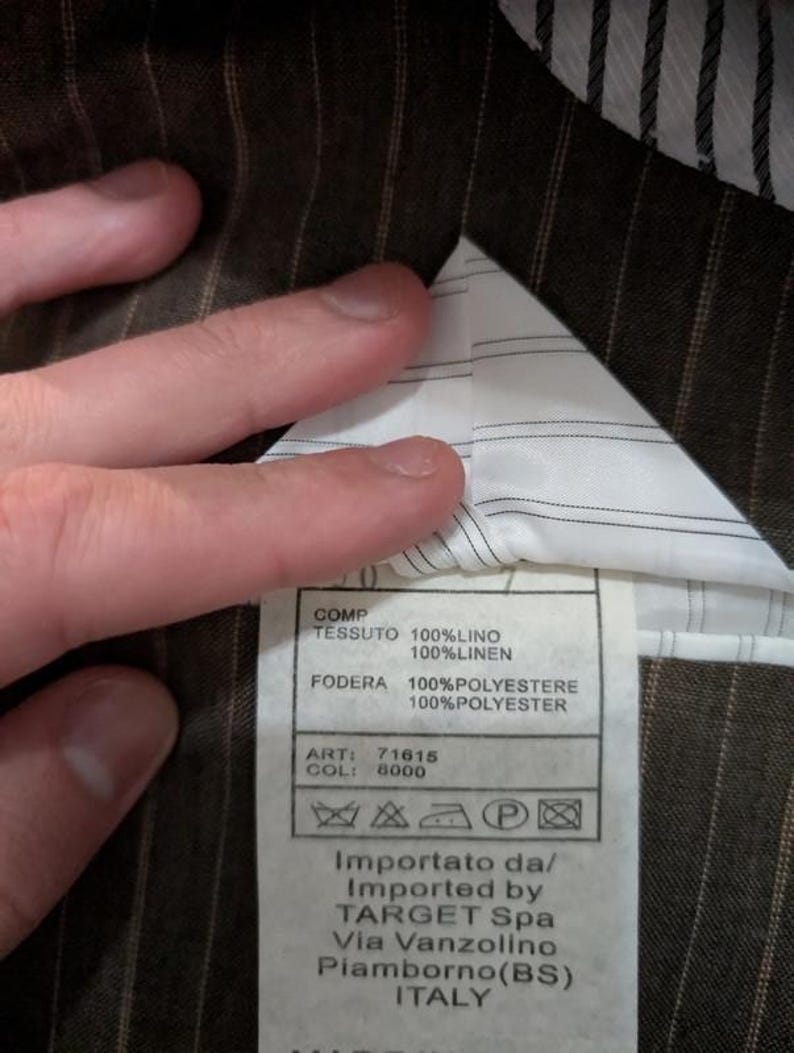 COMP
TESSUTO 100%LINO
100%LINEN
FODERA 100%POLYESTERE
100%POLYESTER
ART: 71615
COL: 8000
P
Importato da/
Imported by
TARGET Spa
Via Vanzolino
Piamborno(BS)
ITALY